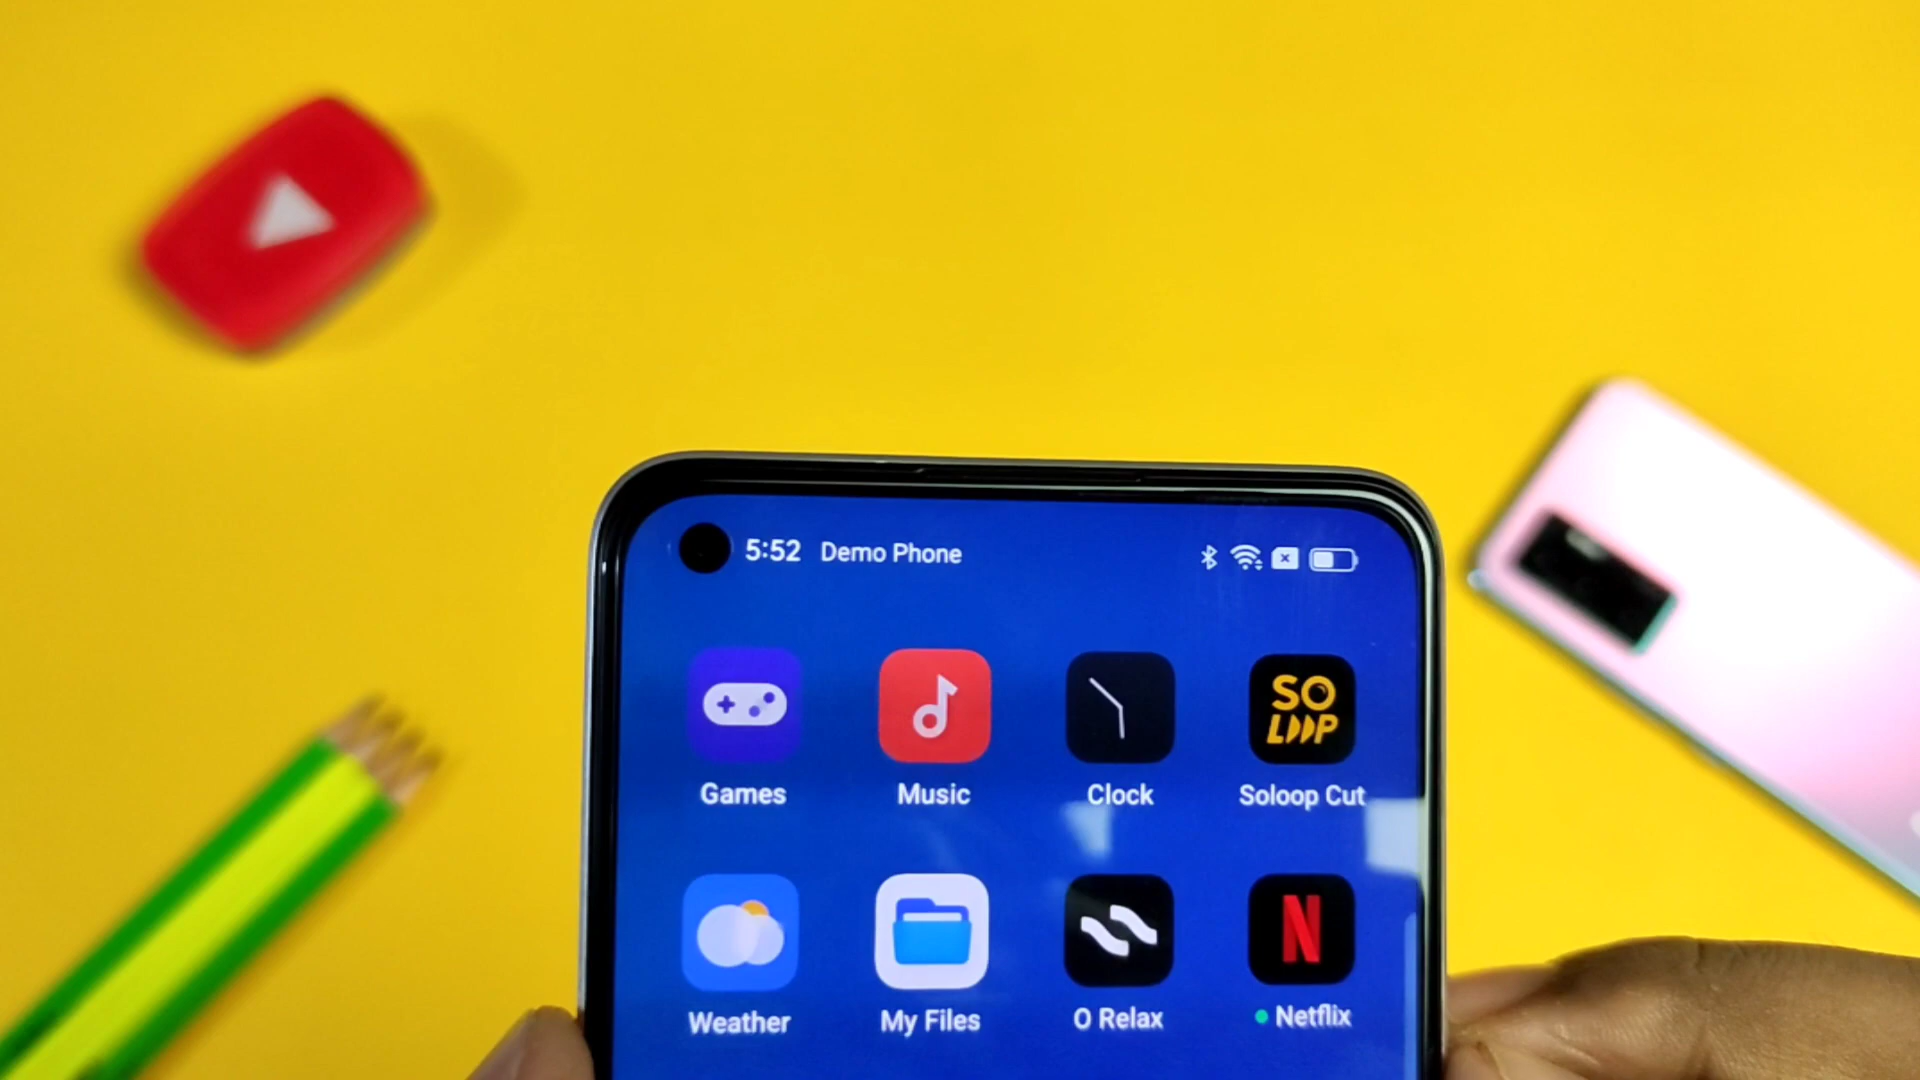 5:52 Demo Phone
SO
LOOP
Games Music Clock Soloop Cut
N
Weather My Files O Relax Netflix